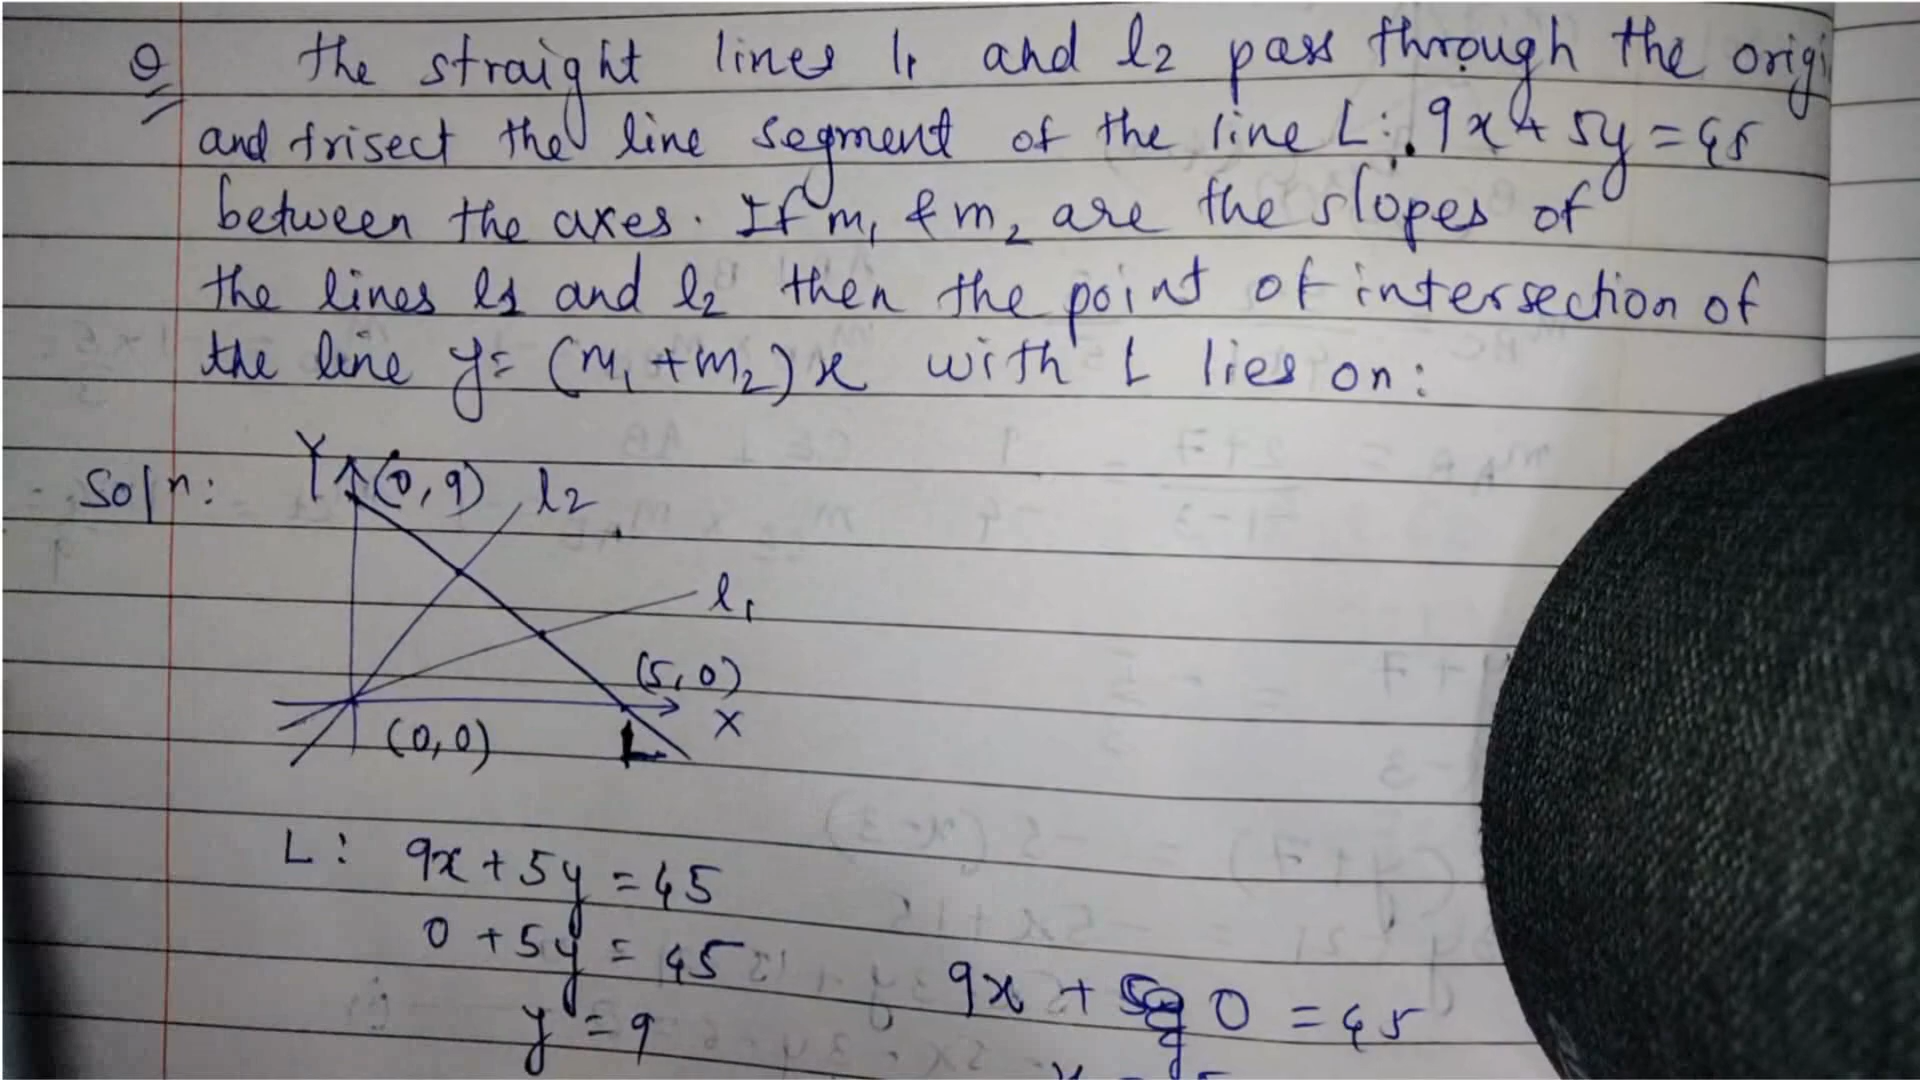 Q the straight lines l1 and l2 pass through the origi
and trisect the line segment of the line L: 9x + 5y = 45
between the axes. If m1 & m2 are the slopes of
the lines l1 and l2 then the point of intersection of
the line y = (m1 + m2)x with L lies on:
Soln:
Y (0,9) l2
l1
(5,0)
X
(0,0) L
L: 9x + 5y = 45
0 + 5y = 45
9x + 0 = 45
y = 9